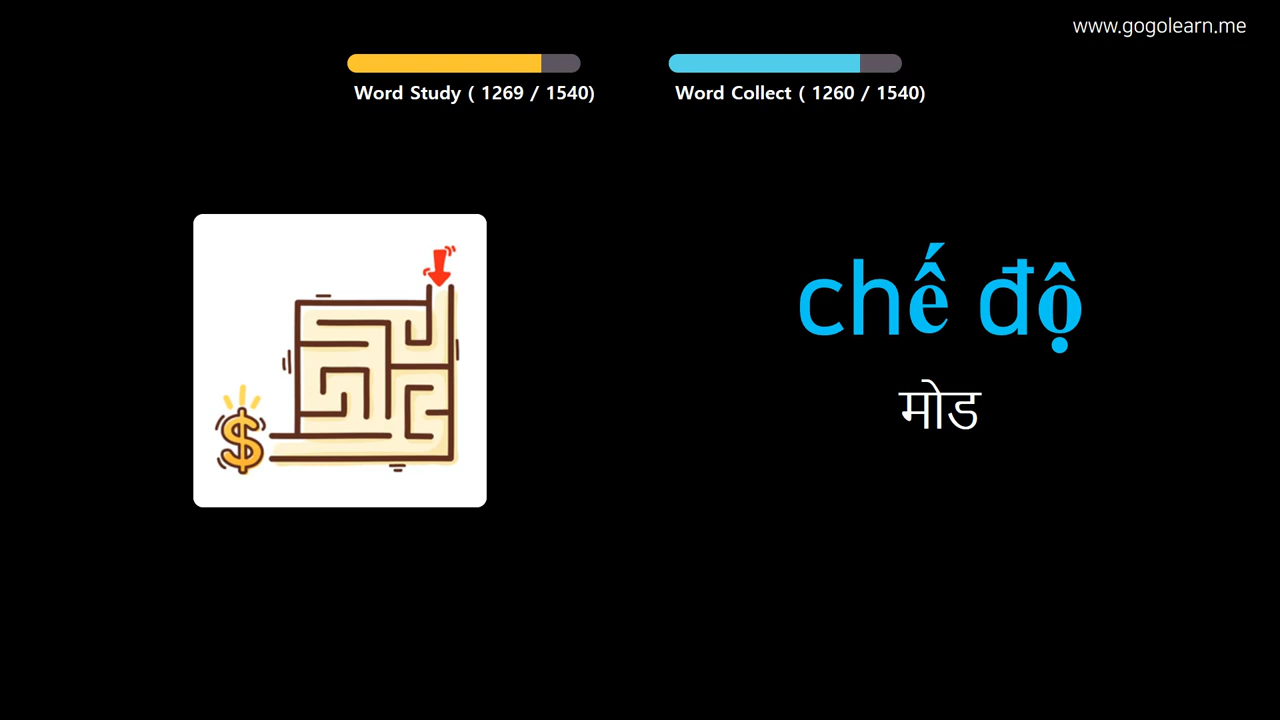 www.gogolearn.me
Word Study ( 1269 / 1540)
Word Collect ( 1260 / 1540)
chế độ
मोड
$